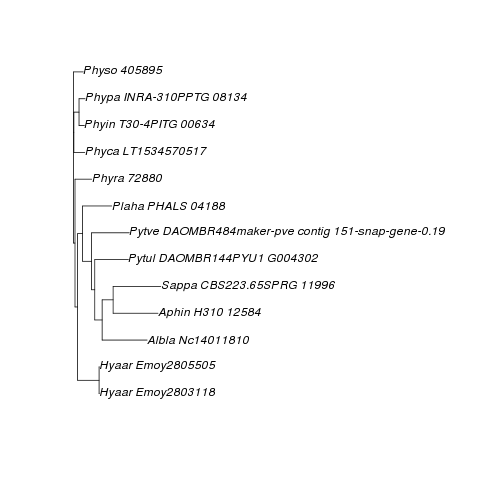 Physo 405895
Phypa INRA-310PPTG 08134
Phyin T30-4PITG 00634
Phyca LT1534570517
Phyra 72880
Plaha PHALS 04188
Pytve DAOMBR484maker-pve contig 151-snap-gene-0.19
Pytul DAOMBR144PYU1 G004302
Sappa CBS223.65SPRG 11996
Aphin H310 12584
Albla Nc14011810
Hyaar Emoy2805505
Hyaar Emoy2803118